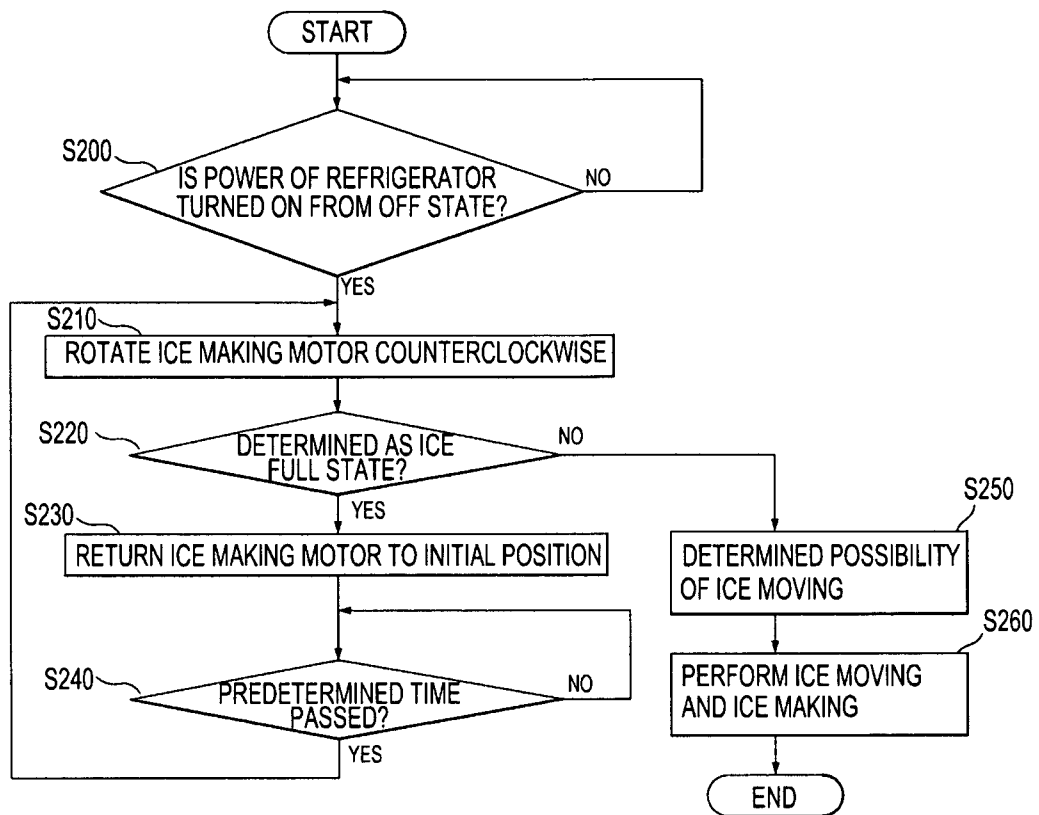 START
S200
IS POWER OF REFRIGERATOR
TURNED ON FROM OFF STATE?
NO
YES
S210
ROTATE ICE MAKING MOTOR COUNTERCLOCKWISE
S220
DETERMINED AS ICE
FULL STATE?
NO
YES
S230
RETURN ICE MAKING MOTOR TO INITIAL POSITION
S240
PREDETERMINED TIME
PASSED?
NO
YES
S250
DETERMINED POSSIBILITY
OF ICE MOVING
S260
PERFORM ICE MOVING
AND ICE MAKING
END